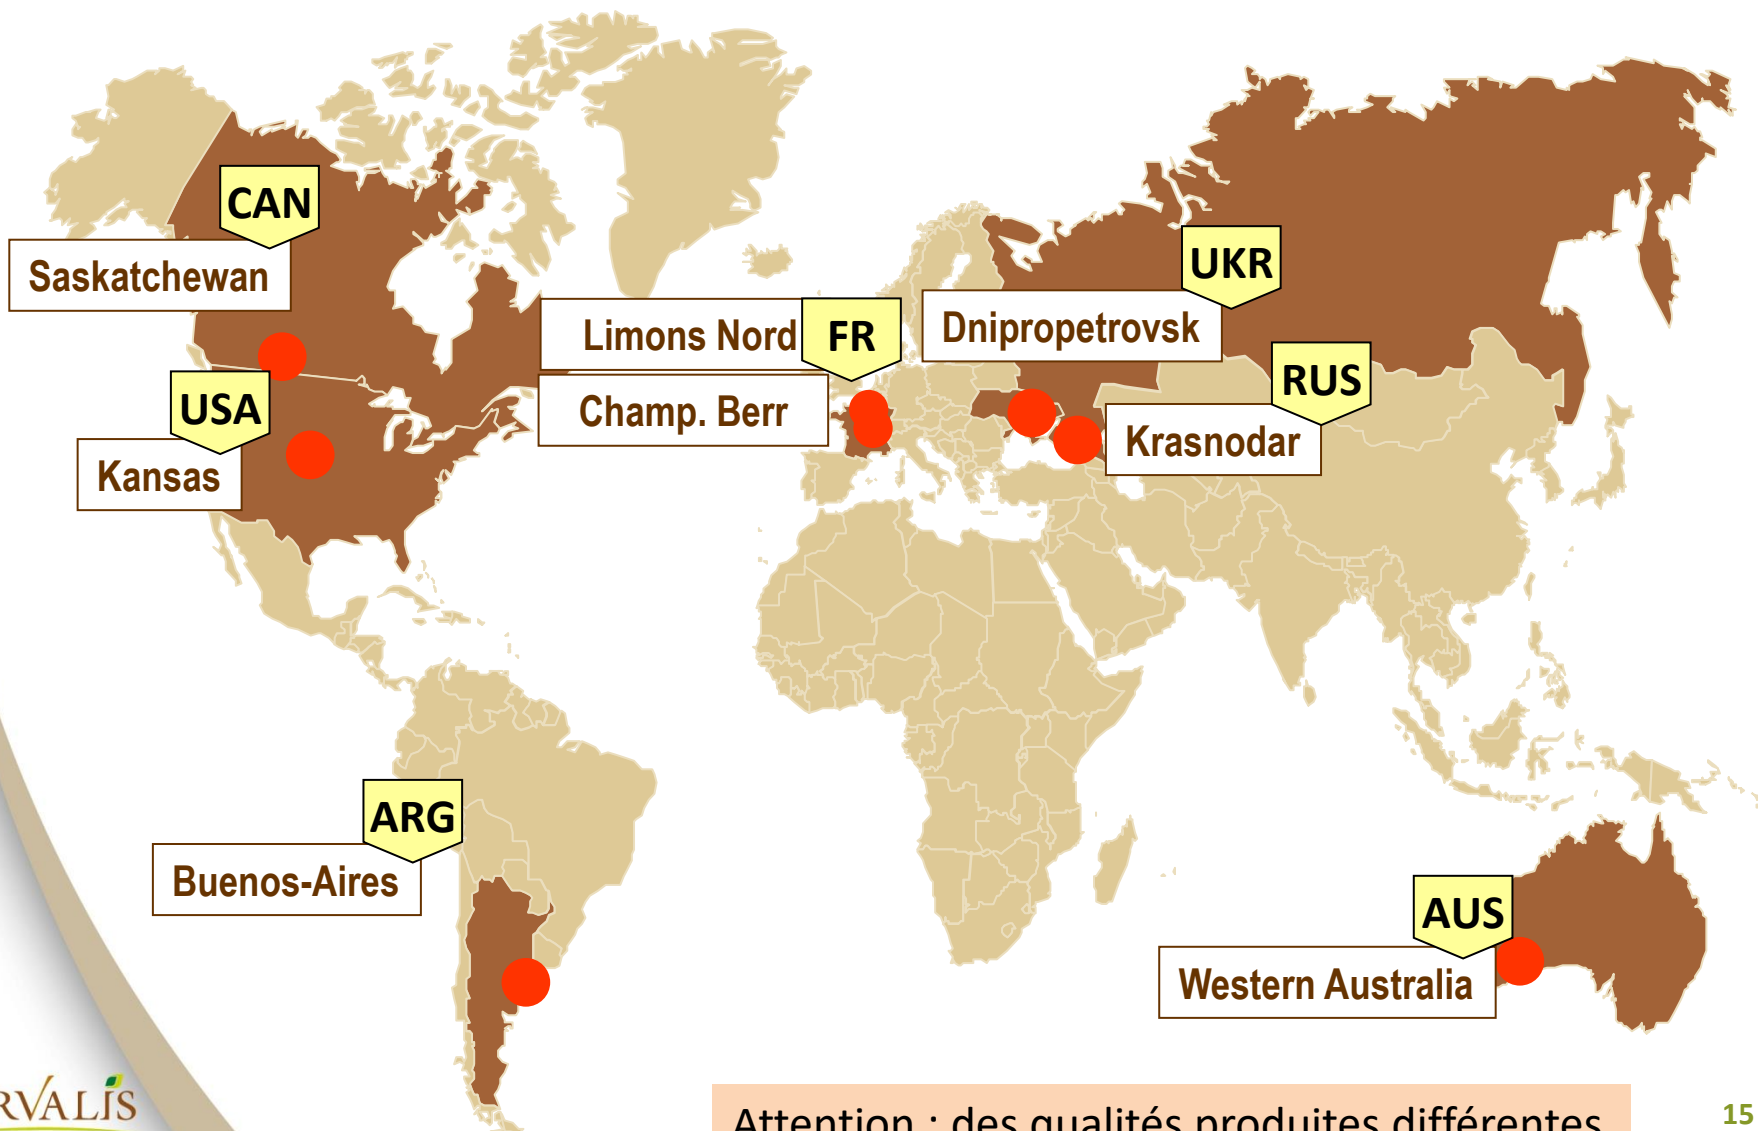 CAN
Saskatchewan
USA
Kansas
Limons Nord
FR
Champ. Berr
UKR
Dnipropetrovsk
RUS
Krasnodar
ARG
Buenos-Aires
AUS
Western Australia
RVALIS
Attention : des qualités produites différentes
15